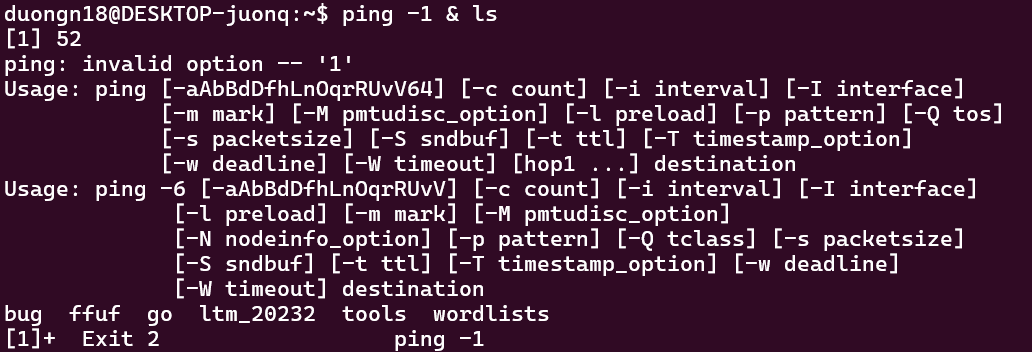 duongn18@DESKTOP-juonq:~$ ping -1 & ls
[1] 52
ping: invalid option -- '1'
Usage: ping [-aAbBdDfhLnOqrRUvV64] [-c count] [-i interval] [-I interface]
            [-m mark] [-M pmtudisc_option] [-l preload] [-p pattern] [-Q tos]
            [-s packetsize] [-S sndbuf] [-t ttl] [-T timestamp_option]
            [-w deadline] [-W timeout] [hop1 ...] destination
Usage: ping -6 [-aAbBdDfhLnOqrRUvV] [-c count] [-i interval] [-I interface]
             [-l preload] [-m mark] [-M pmtudisc_option]
             [-N nodeinfo_option] [-p pattern] [-Q tclass] [-s packetsize]
             [-S sndbuf] [-t ttl] [-T timestamp_option] [-w deadline]
             [-W timeout] destination
bug  ffuf  go  ltm_20232  tools  wordlists
[1]+  Exit 2                  ping -1